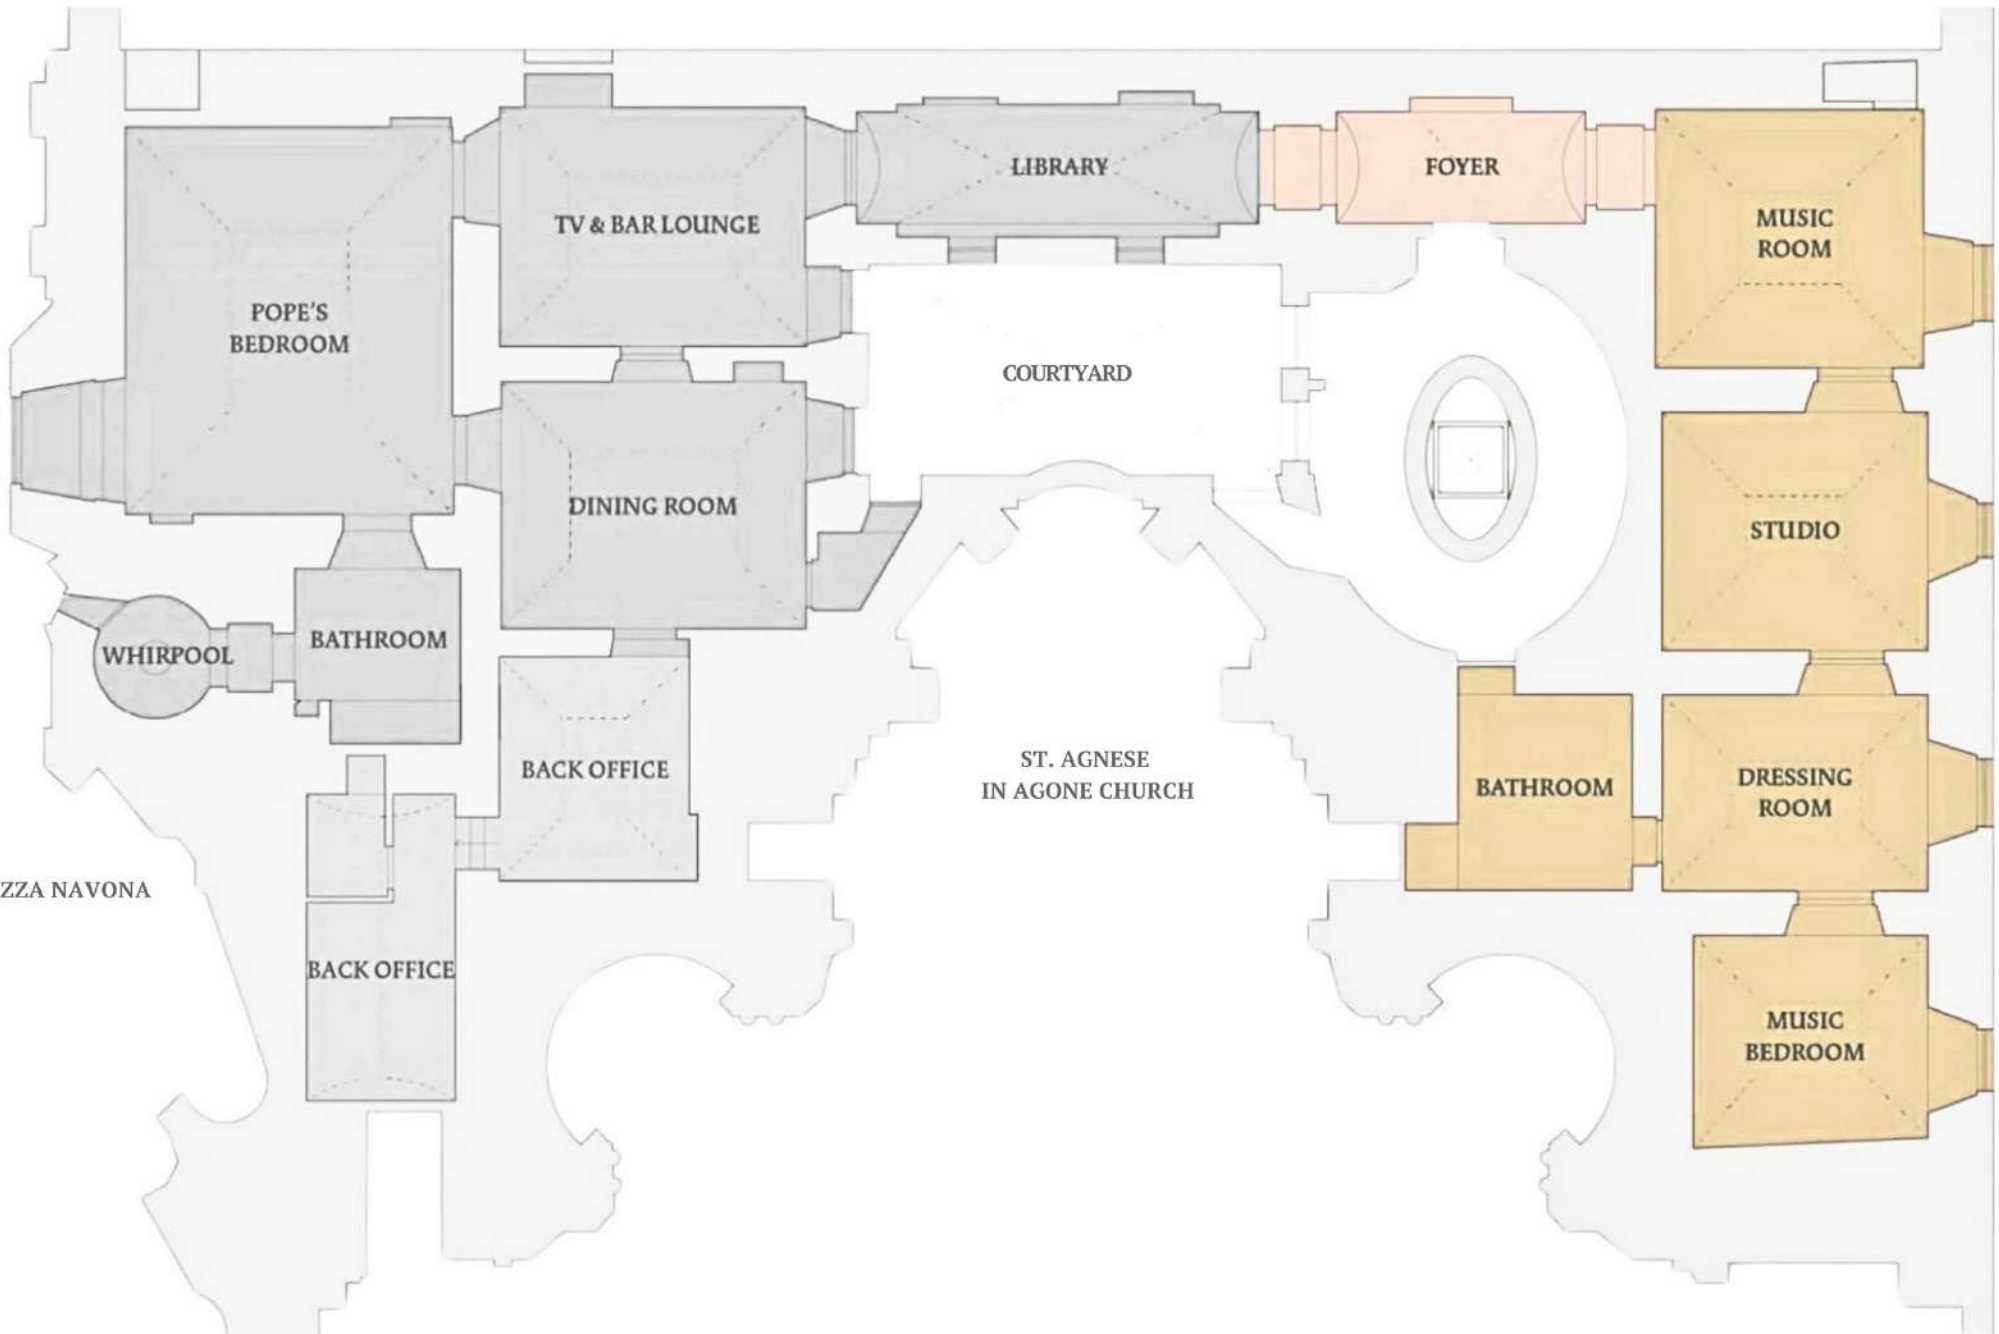 LIBRARY
FOYER
TV & BAR LOUNGE
MUSIC
ROOM
POPE'S
BEDROOM
COURTYARD
DINING ROOM
STUDIO
BATHROOM
WHIRPOOL
BACK OFFICE
ST. AGNESE
IN AGONE CHURCH
BATHROOM
DRESSING
ROOM
ZZA NAVONA
BACK OFFICE
MUSIC
BEDROOM